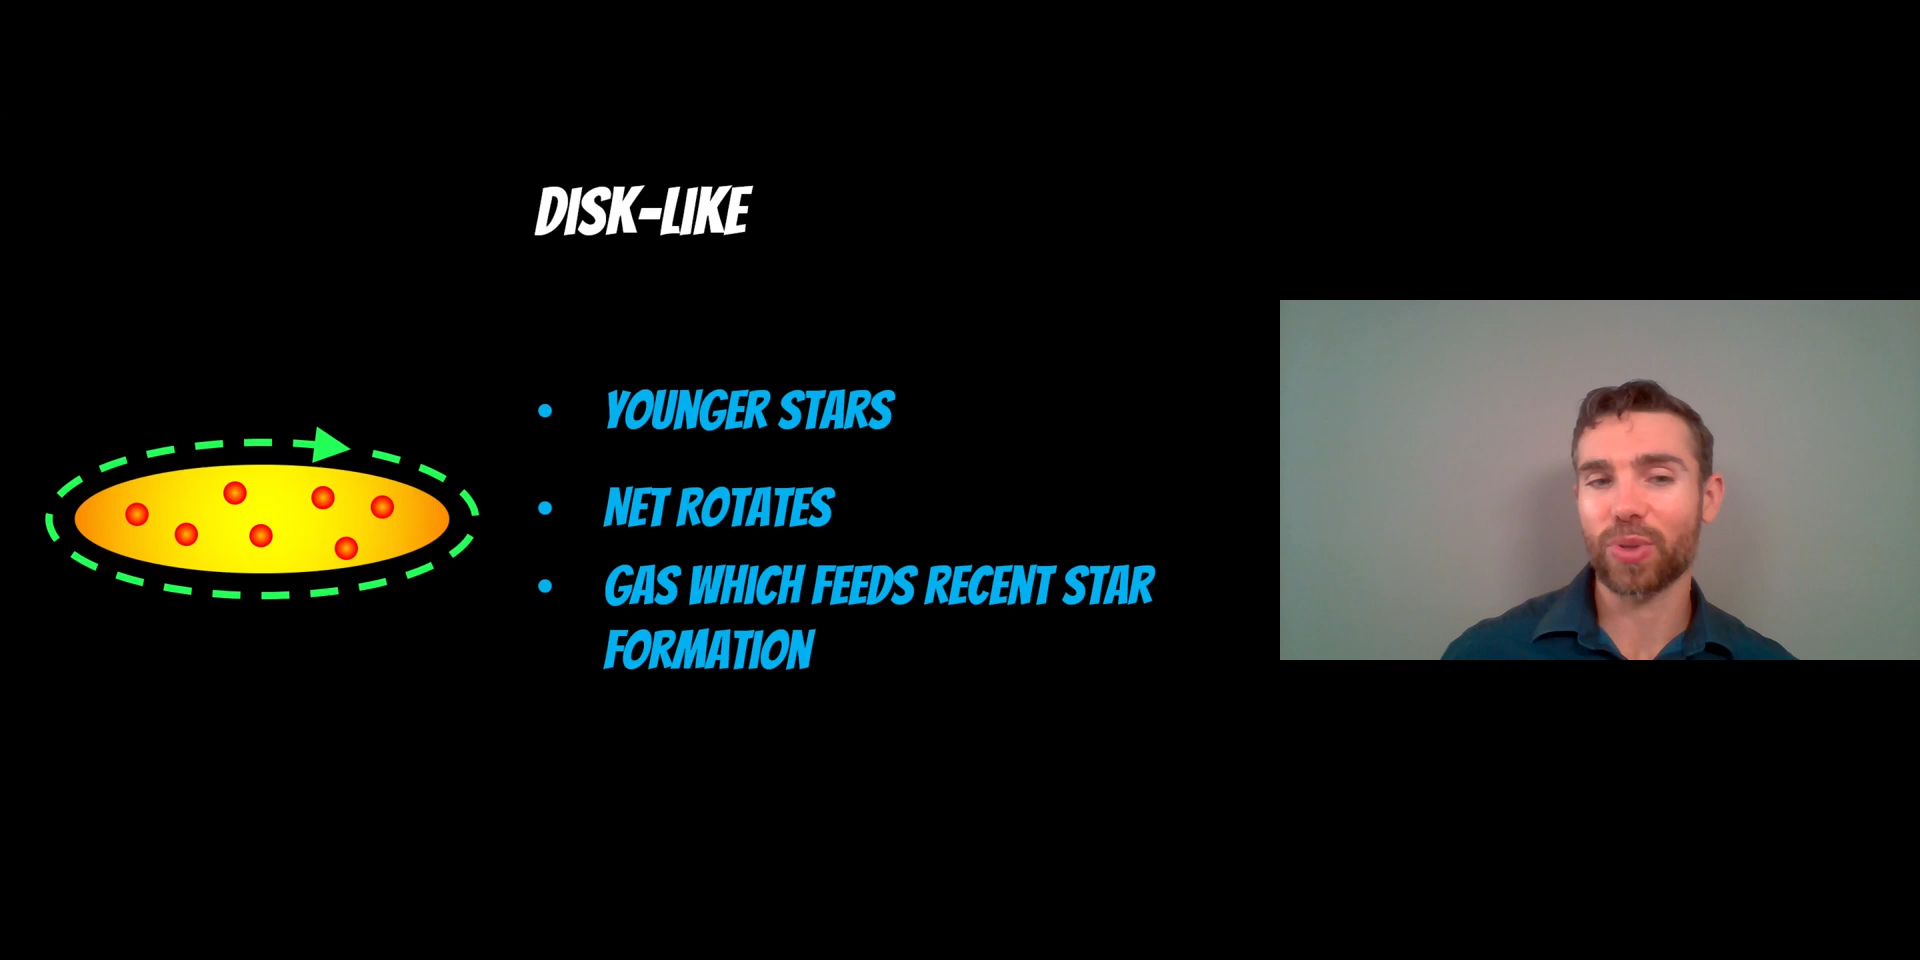 DISK-LIKE
• YOUNGER STARS
• NET ROTATES
• GAS WHICH FEEDS RECENT STAR
FORMATION